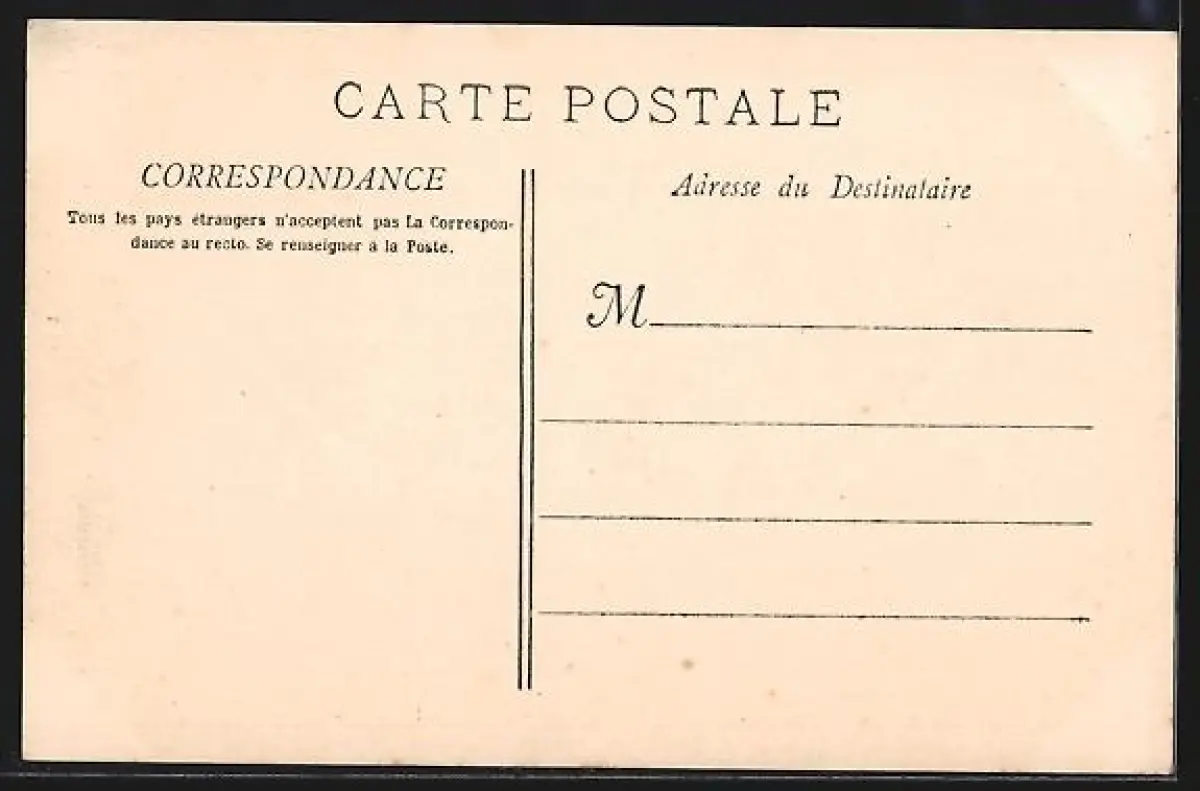 CARTE POSTALE
CORRESPONDANCE
Tous les pays étrangers n'acceptent pas La Correspon-
dance au recto. Se renseigner à la Poste.
Adresse du Destinataire
M